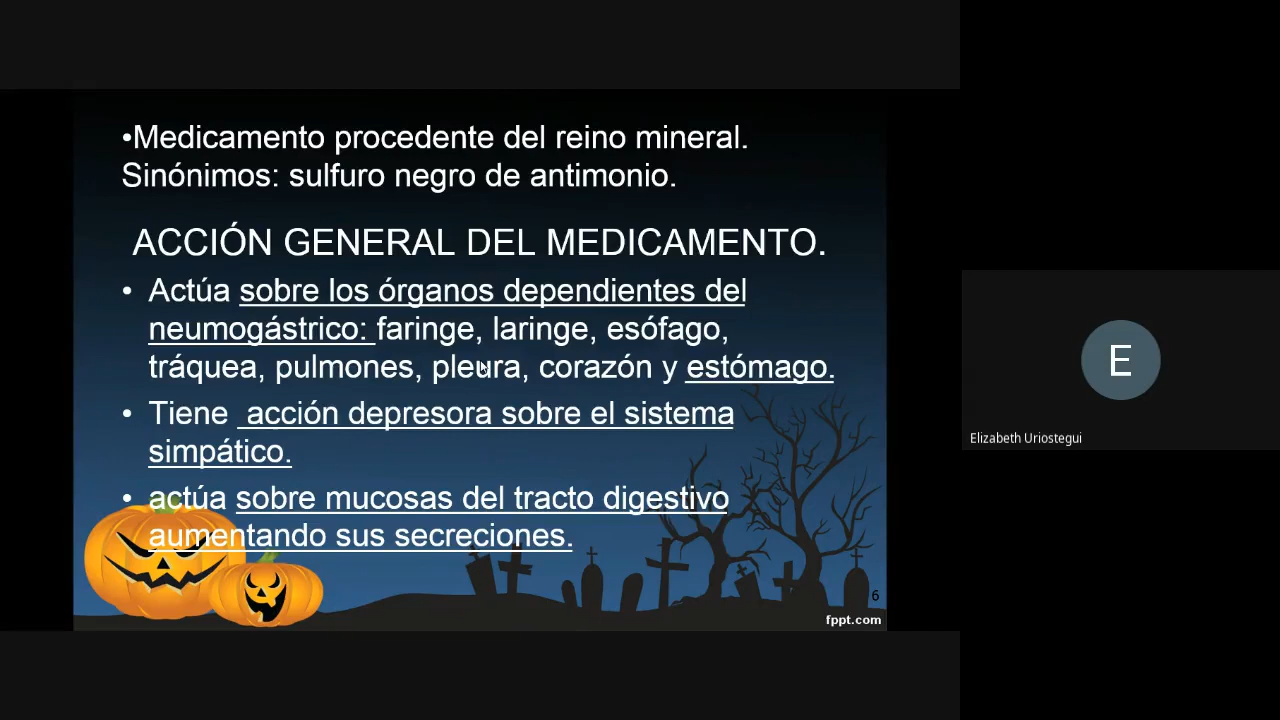 •Medicamento procedente del reino mineral.
Sinónimos: sulfuro negro de antimonio.
ACCIÓN GENERAL DEL MEDICAMENTO.
• Actúa sobre los órganos dependientes del
neumogástrico: faringe, laringe, esófago,
tráquea, pulmones, pleura, corazón y estómago.
• Tiene acción depresora sobre el sistema
simpático.
• actúa sobre mucosas del tracto digestivo
aumentando sus secreciones.
6
fppt.com
E
Elizabeth Uriostegui